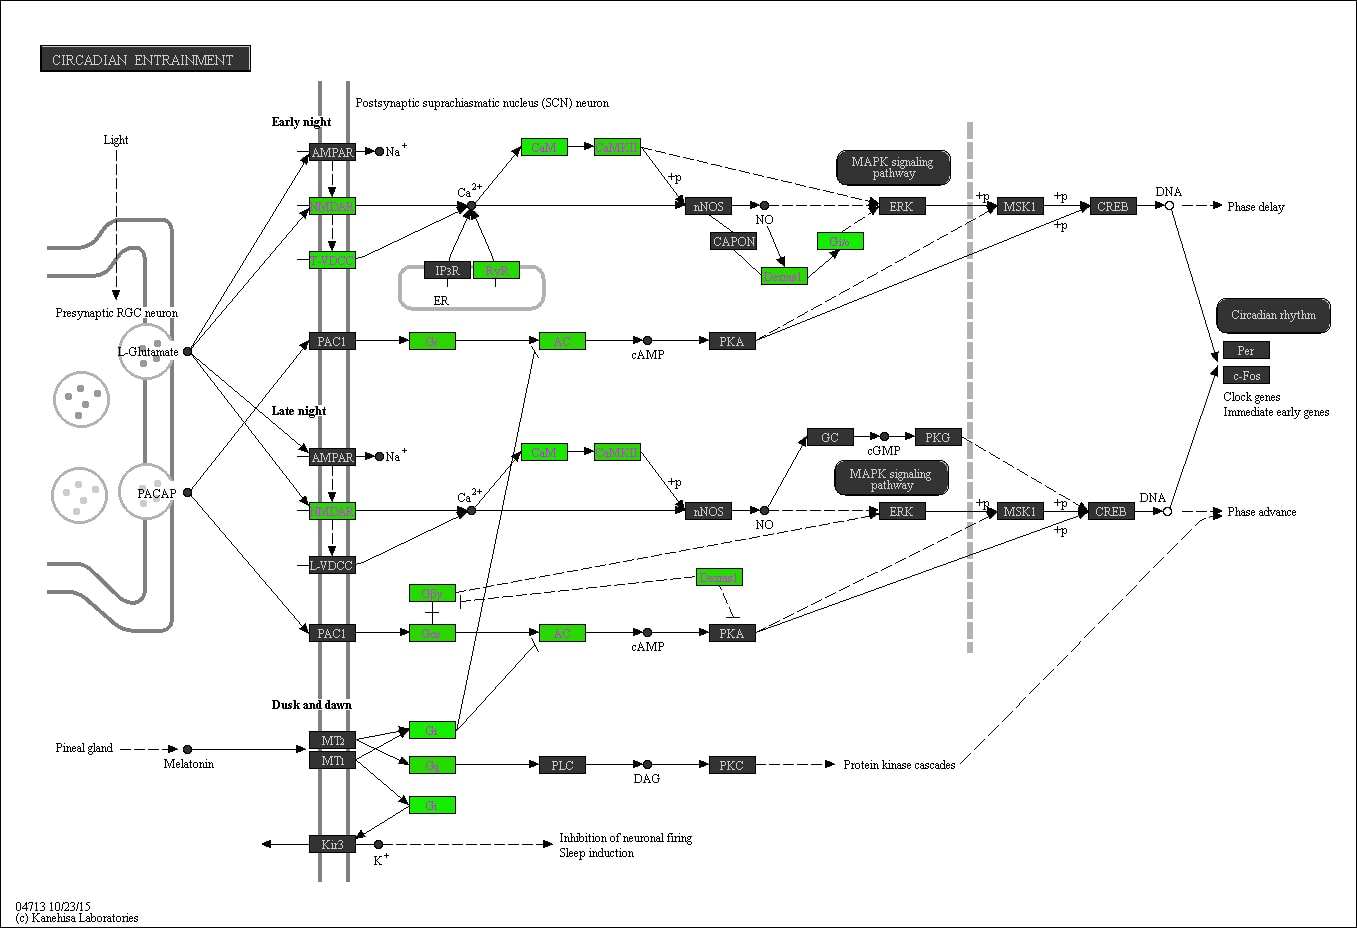 CIRCADIAN ENTRAINMENT
Postsynaptic suprachiasmatic nucleus (SCN) neuron
Early night
Light
AMPAR
Na+
CaM
CaMKII
MAPK signaling
pathway
+p
Ca2+
NMDAR
nNOS
NO
ERK
+p
MSK1
+p
CREB
+p
DNA
Phase delay
CAPON
Gi/o
T-VDCC
IP3R
RyR
Dexras1
ER
Presynaptic RGC neuron
Circadian rhythm
L-Glutamate
PAC1
Gs
AC
cAMP
PKA
Per
c-Fos
Clock genes
Immediate early genes
Late night
AMPAR
Na+
CaM
CaMKII
GC
cGMP
PKG
MAPK signaling
pathway
+p
PACAP
Ca2+
NMDAR
nNOS
NO
ERK
+p
MSK1
+p
CREB
+p
DNA
Phase advance
L-VDCC
Gβγ
Dexras1
PAC1
AC
cAMP
PKA
Dusk and dawn
Gi
MT2
Pineal gland
Melatonin
MT1
Gq
PLC
DAG
PKC
Protein kinase cascades
Gi
Kir3
K+
Inhibition of neuronal firing
Sleep induction
04713 10/23/15
(c) Kanehisa Laboratories